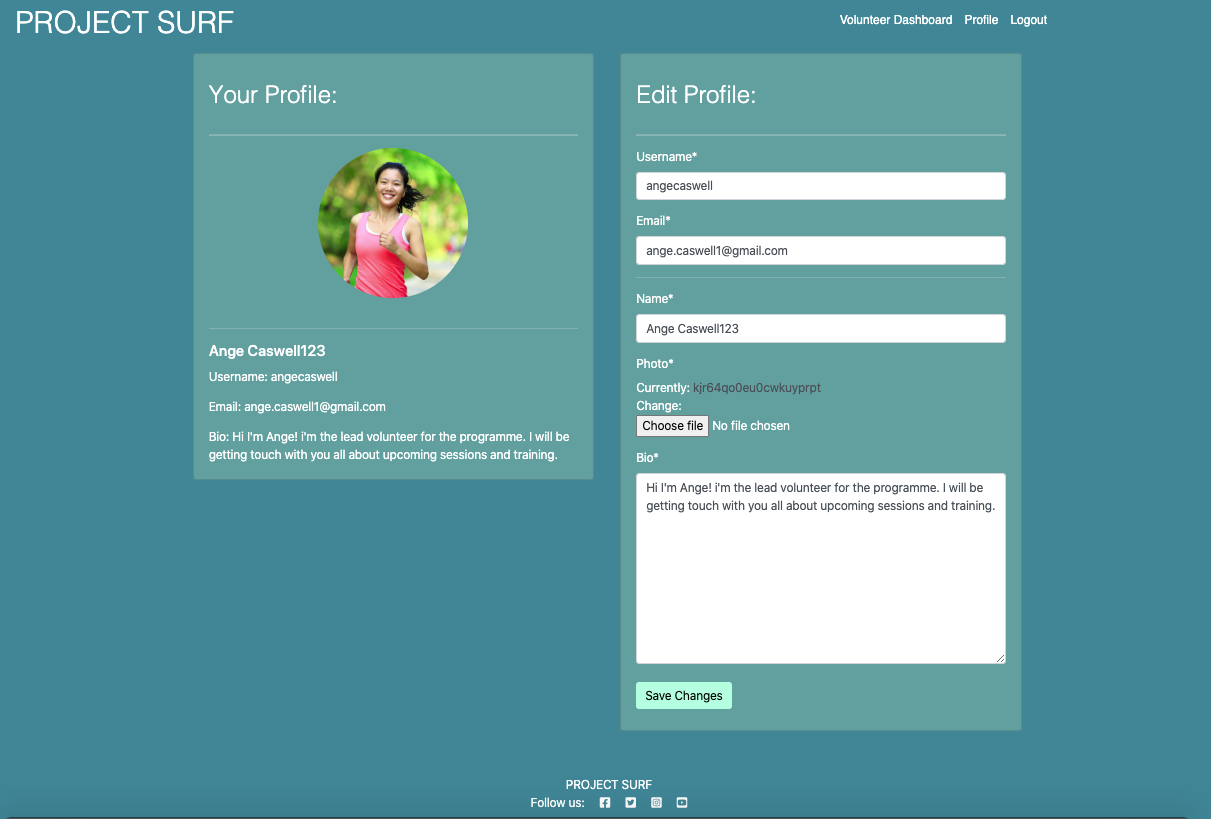 PROJECT SURF
Volunteer Dashboard Profile Logout
Your Profile:
Ange Caswell123
Username: angecaswell
Email: ange.caswell1@gmail.com
Bio: Hi I'm Ange! i'm the lead volunteer for the programme. I will be
getting touch with you all about upcoming sessions and training.
Edit Profile:
Username*
angecaswell
Email*
ange.caswell1@gmail.com
Name*
Ange Caswell123
Photo*
Currently: kjr64qo0eu0cwkuyprpt
Change:
Choose file No file chosen
Bio*
Hi I'm Ange! i'm the lead volunteer for the programme. I will be
getting touch with you all about upcoming sessions and training.
Save Changes
PROJECT SURF
Follow us: